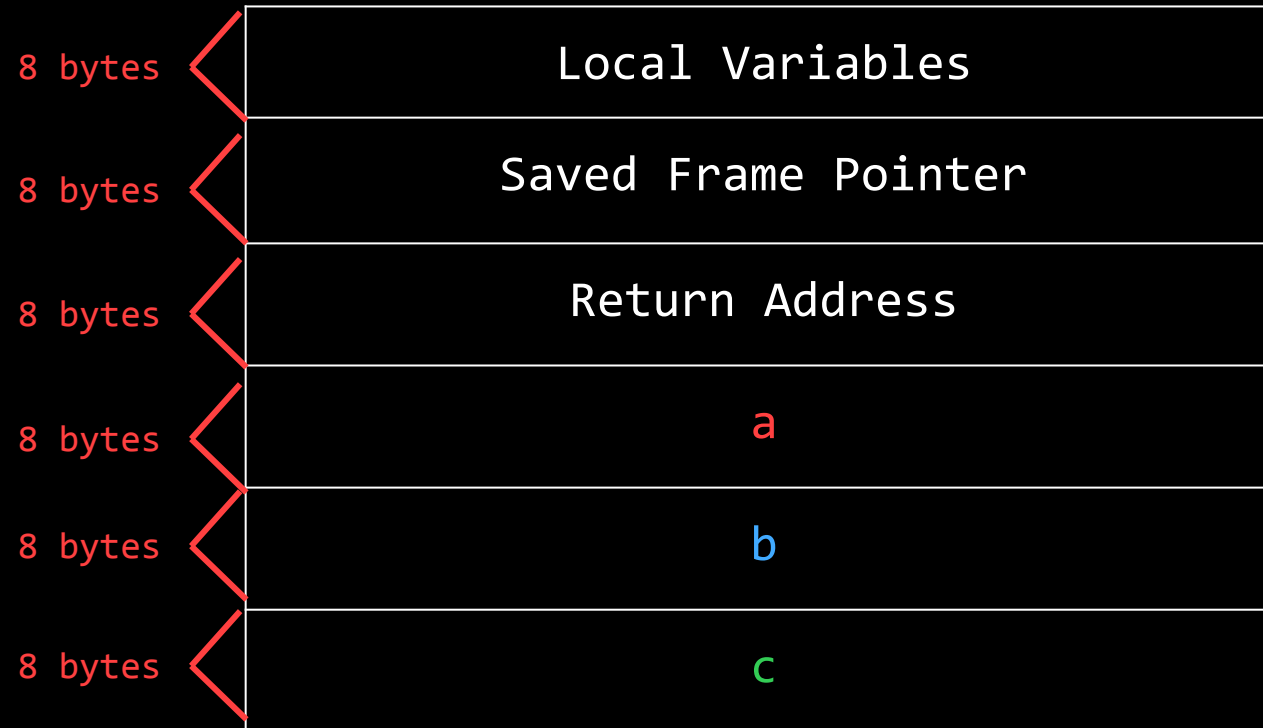 8 bytes
Local Variables
8 bytes
Saved Frame Pointer
8 bytes
Return Address
8 bytes
a
8 bytes
b
8 bytes
c